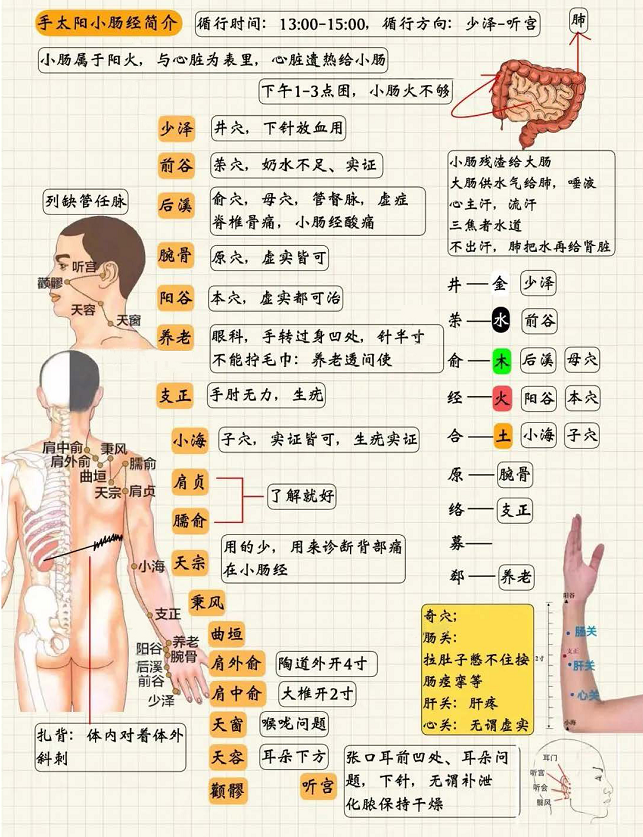 手太阳小肠经简介
循行时间：13:00-15:00，循行方向：少泽-听宫
肺
小肠属于阳火，与心脏为表里，心脏遗热给小肠
下午1-3点困，小肠火不够
少泽
井穴，下针放血用
前谷
荥穴，奶水不足、实证
后溪
俞穴，母穴，管督脉，虚症
脊椎骨痛，小肠经酸痛
腕骨
原穴，虚实皆可
阳谷
本穴，虚实都可治
养老
眼科，手转过身凹处，针半寸
不能拧毛巾：养老透间使
支正
手肘无力，生疣
小海
子穴，实证皆可，生疣实证
肩贞
臑俞
了解就好
天宗
用的少，用来诊断背部痛
在小肠经
秉风
曲垣
肩外俞
陶道外开4寸
肩中俞
大椎开2寸
天窗
喉咙问题
天容
耳朵下方
颧髎
听宫
张口耳前凹处、耳朵问
题，下针，无谓补泄
化脓保持干燥
列缺管任脉
听宫
颧髎
天容
天窗
肩中俞
秉风
肩外俞
臑俞
曲垣
天宗
肩贞
小海
支正
养老
阳谷
腕骨
后溪
前谷
少泽
扎背：体内对着体外
斜刺
小肠残渣给大肠
大肠供水气给肺，唾液
心主汗，流汗
三焦者水道
不出汗，肺把水再给肾脏
井
金
少泽
荥
水
前谷
俞
木
后溪
母穴
经
火
阳谷
本穴
合
土
小海
子穴
原
腕骨
络
支正
募
郄
养老
奇穴；
肠关：
拉肚子憋不住按
肠痉挛等
肝关：肝疼
心关：无谓虚实
阳谷
肠关
支正
肝关
心关
小海
耳门
听宫
听会
翳风